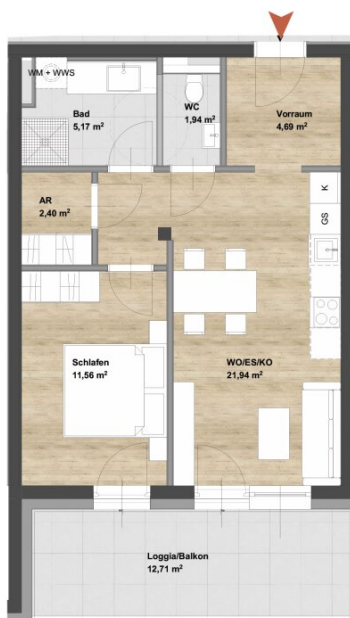 WM + WWS
Bad
5,17 m²
WC
1,94 m²
Vorraum
4,69 m²
AR
2,40 m²
K
GS
Schlafen
11,56 m²
WO/ES/KO
21,94 m²
Loggia/Balkon
12,71 m²